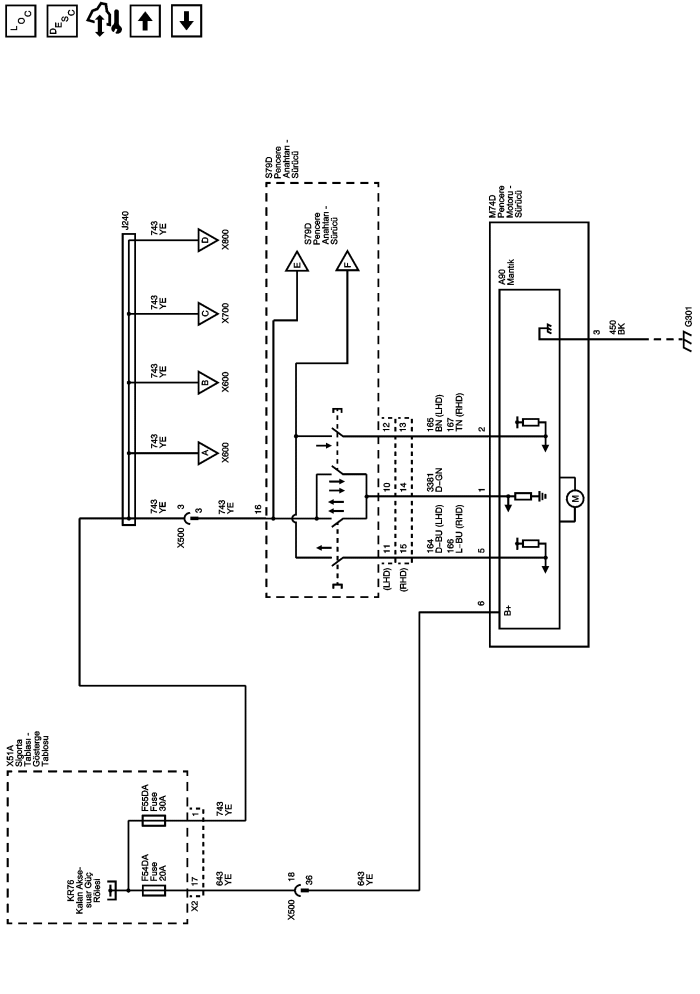 LOC
DESC
X51A
Sigorta
Tablası -
Gösterge
Tablosu
KR76
Kalan Akse-
suar Güç
Rölesi
F54DA
Fuse
20A
F55DA
Fuse
30A
X2
17
1
643
YE
743
YE
X500
18
36
643
YE
J240
743
YE
743
YE
743
YE
743
YE
743
YE
A
X600
B
X600
C
X700
D
X800
X500
3
3
743
YE
16
S79D
Pencere
Anahtarı -
Sürücü
E
F
S79D
Pencere
Anahtarı -
Sürücü
(LHD)
11
10
12
(RHD)
15
14
13
164
D-BU (LHD)
166
L-BU (RHD)
3381
D-GN
165
BN (LHD)
167
TN (RHD)
6
5
1
2
M74D
Pencere
Motoru -
Sürücü
A90
Mantık
B+
M
3
450
BK
G301